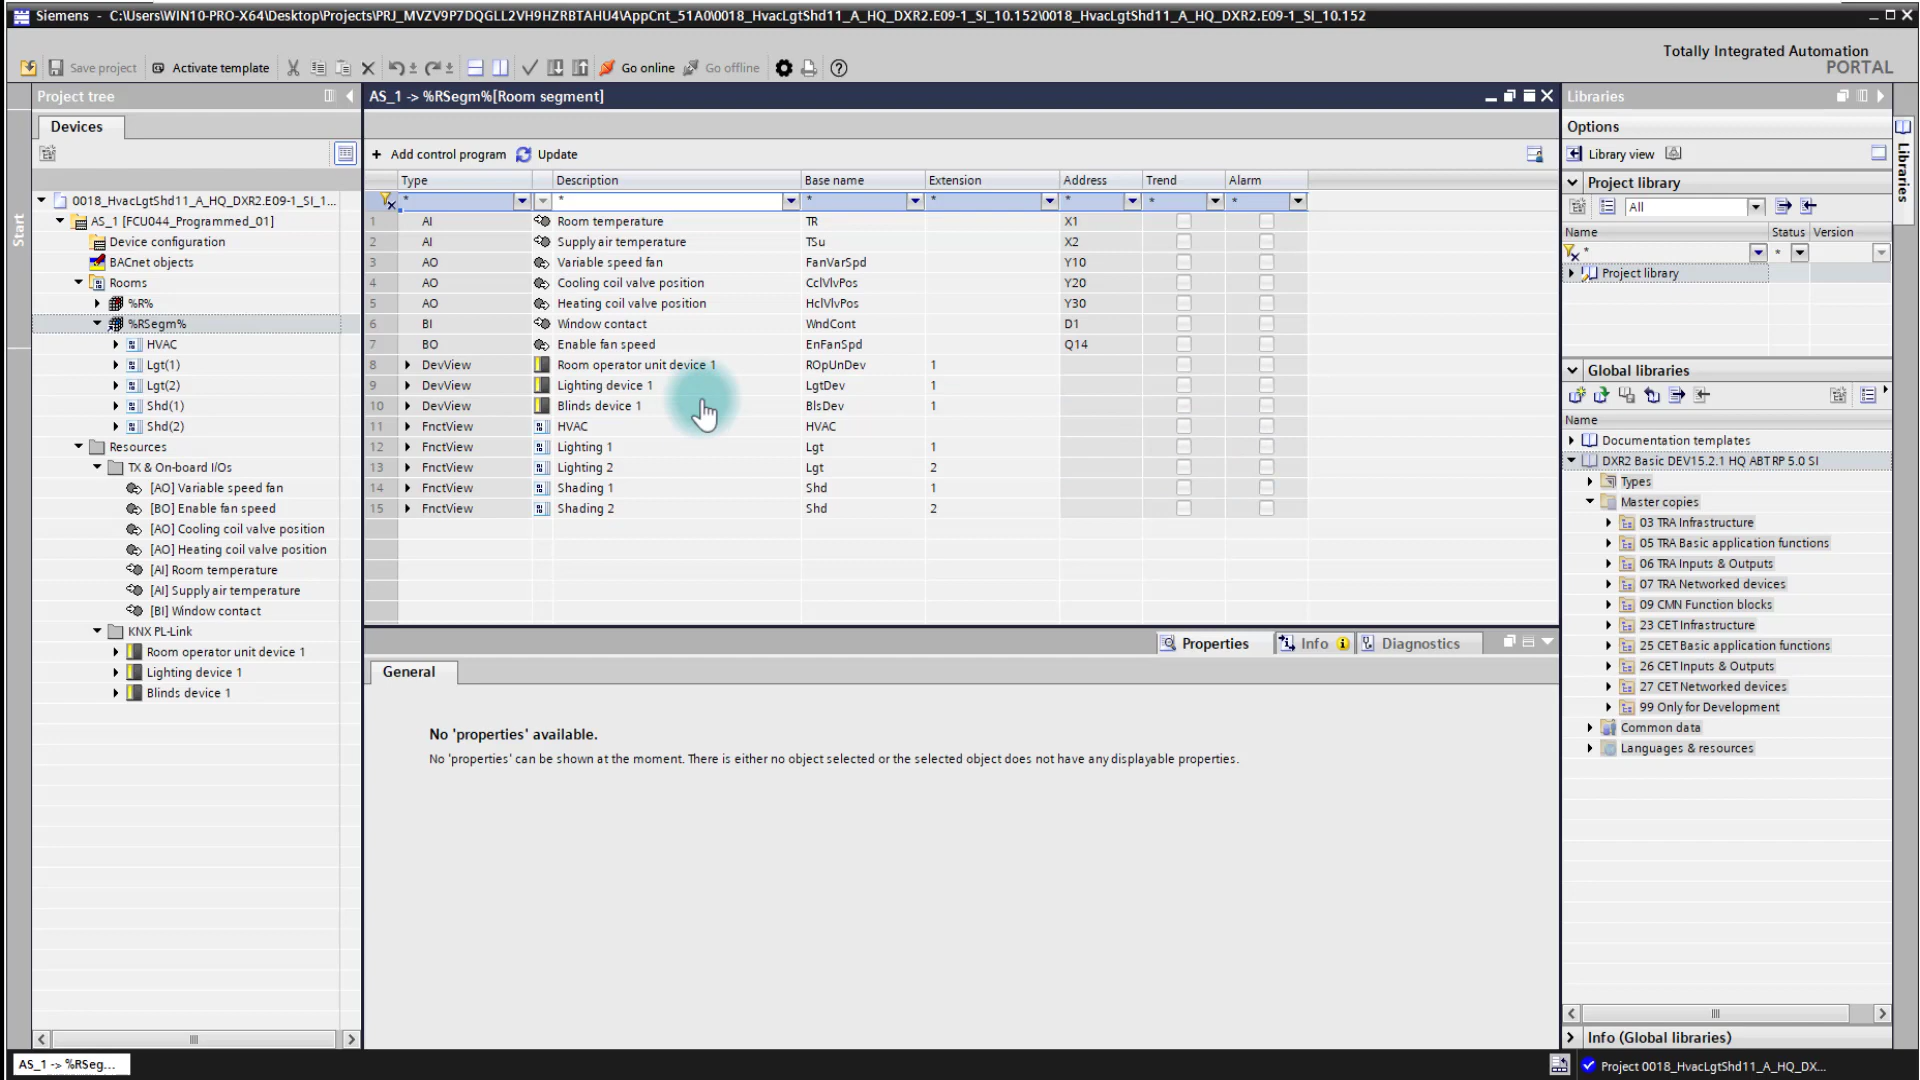 Siemens - C:\Users\WIN10-PRO-X64\Desktop\Projects\PRJ_MVZV9P7DQGLL2VH9HZRBTAHU4\AppCnt_51A0\0018_HvacLgtShd11_A_HQ_DXR2.E09-1_SI_10.152\0018_HvacLgtShd11_A_HQ_DXR2.E09-1_SI_10.152
Totally Integrated Automation
PORTAL
Save project Activate template Go online Go offline
Project tree
Devices
Start
0018_HvacLgtShd11_A_HQ_DXR2.E09-1_SI_1...
AS_1 [FCU044_Programmed_01]
Device configuration
BACnet objects
Rooms
%R%
%RSegm%
HVAC
Lgt(1)
Lgt(2)
Shd(1)
Shd(2)
Resources
TX & On-board I/Os
[AO] Variable speed fan
[BO] Enable fan speed
[AO] Cooling coil valve position
[AO] Heating coil valve position
[AI] Room temperature
[AI] Supply air temperature
[BI] Window contact
KNX PL-Link
Room operator unit device 1
Lighting device 1
Blinds device 1
AS_1 -> %RSegm%[Room segment]
+ Add control program Update
Type Description Base name Extension Address Trend Alarm
* * * * * * *
1 AI Room temperature TR X1
2 AI Supply air temperature TSu X2
3 AO Variable speed fan FanVarSpd Y10
4 AO Cooling coil valve position CclVlvPos Y20
5 AO Heating coil valve position HclVlvPos Y30
6 BI Window contact WndCont D1
7 BO Enable fan speed EnFanSpd Q14
8 DevView Room operator unit device 1 ROpUnDev 1
9 DevView Lighting device 1 LgtDev 1
10 DevView Blinds device 1 BlsDev 1
11 FnctView HVAC HVAC
12 FnctView Lighting 1 Lgt 1
13 FnctView Lighting 2 Lgt 2
14 FnctView Shading 1 Shd 1
15 FnctView Shading 2 Shd 2
Properties Info Diagnostics
General
No 'properties' available.
No 'properties' can be shown at the moment. There is either no object selected or the selected object does not have any displayable properties.
Libraries
Options
Library view
Project library
All
Name Status Version
* *
Project library
Global libraries
Name
Documentation templates
DXR2 Basic DEV15.2.1 HQ ABT RP 5.0 SI
Types
Master copies
03 TRA Infrastructure
05 TRA Basic application functions
06 TRA Inputs & Outputs
07 TRA Networked devices
09 CMN Function blocks
23 CET Infrastructure
25 CET Basic application functions
26 CET Inputs & Outputs
27 CET Networked devices
99 Only for Development
Common data
Languages & resources
Info (Global libraries)
Libraries
AS_1 -> %RSeg...
Project 0018_HvacLgtShd11_A_HQ_DX...